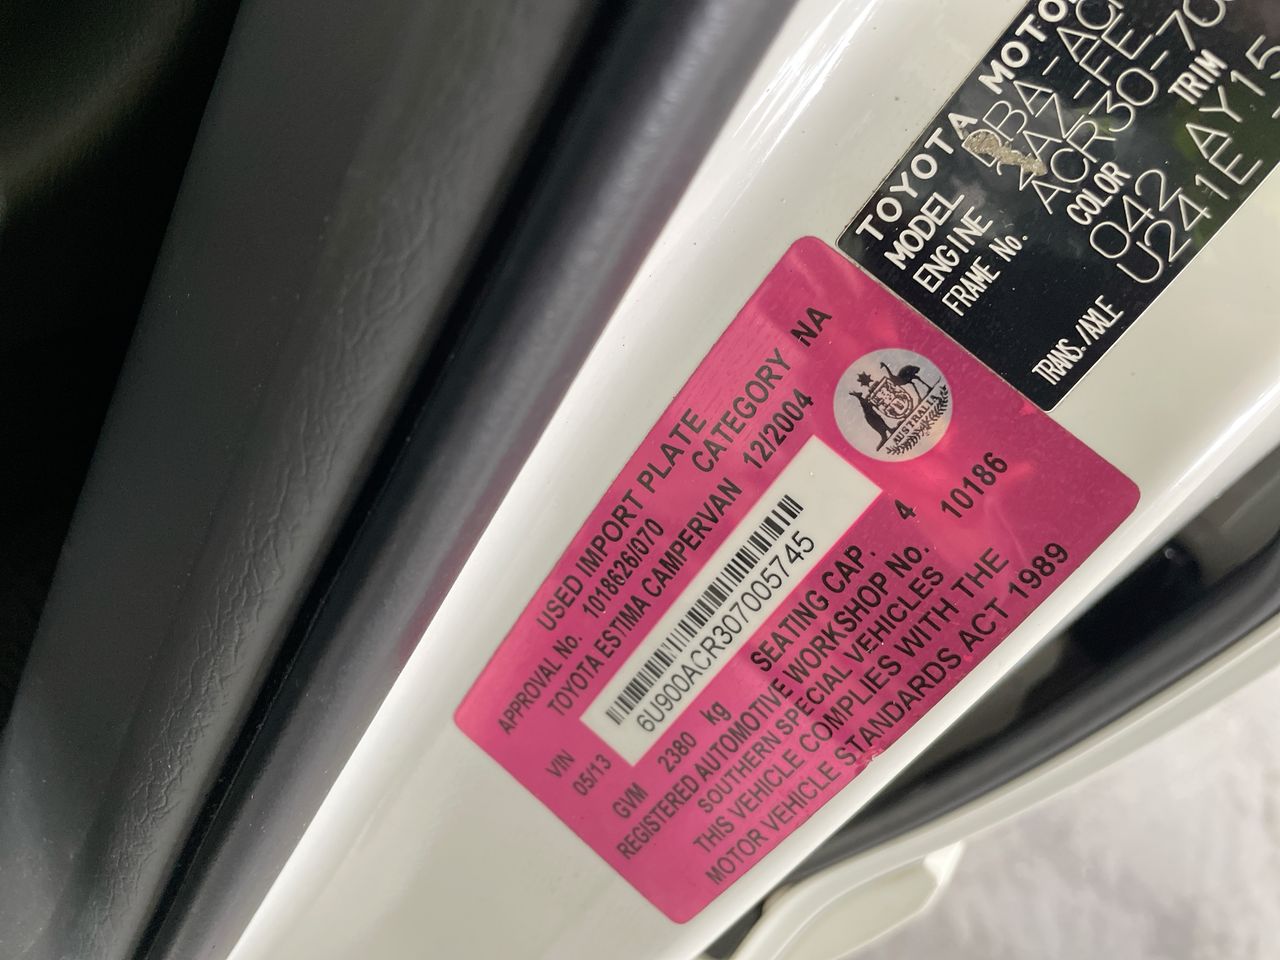 TOYOTA MOTOR
MODEL DBA-ACR
ENGINE 2AZ-FE
FRAME No. ACR30-70
COLOR TRIM
042 AY15
TRANS./AXLE U241E
USED IMPORT PLATE
APPROVAL No. 1018626/070 CATEGORY NA
TOYOTA ESTIMA CAMPERVAN 12/2004
VIN 6U900ACR307005745
05/13
AUSTRALIA
GVM 2380 kg SEATING CAP. 4
REGISTERED AUTOMOTIVE WORKSHOP No. 10186
SOUTHERN SPECIAL VEHICLES
THIS VEHICLE COMPLIES WITH THE
MOTOR VEHICLE STANDARDS ACT 1989